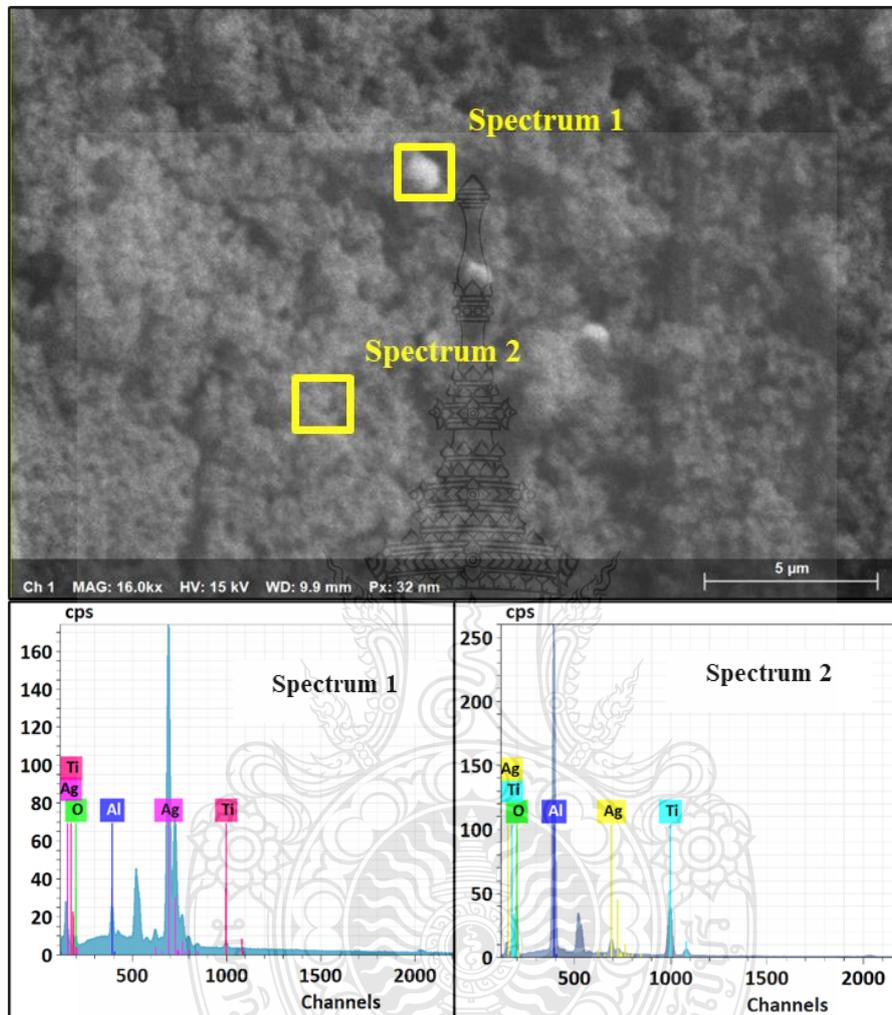 Spectrum 1
Spectrum 2
Ch 1 MAG: 16.0kx HV: 15 kV WD: 9.9 mm Px: 32 nm
5 µm
cps
160
140
120
100
80
60
40
20
0
Spectrum 1
Ti
Ag
O
Al
Ag
Ti
500
1000
1500
2000
Channels
cps
250
200
150
100
50
0
Spectrum 2
Ag
Ti
O
Al
Ag
Ti
500
1000
1500
2000
Channels